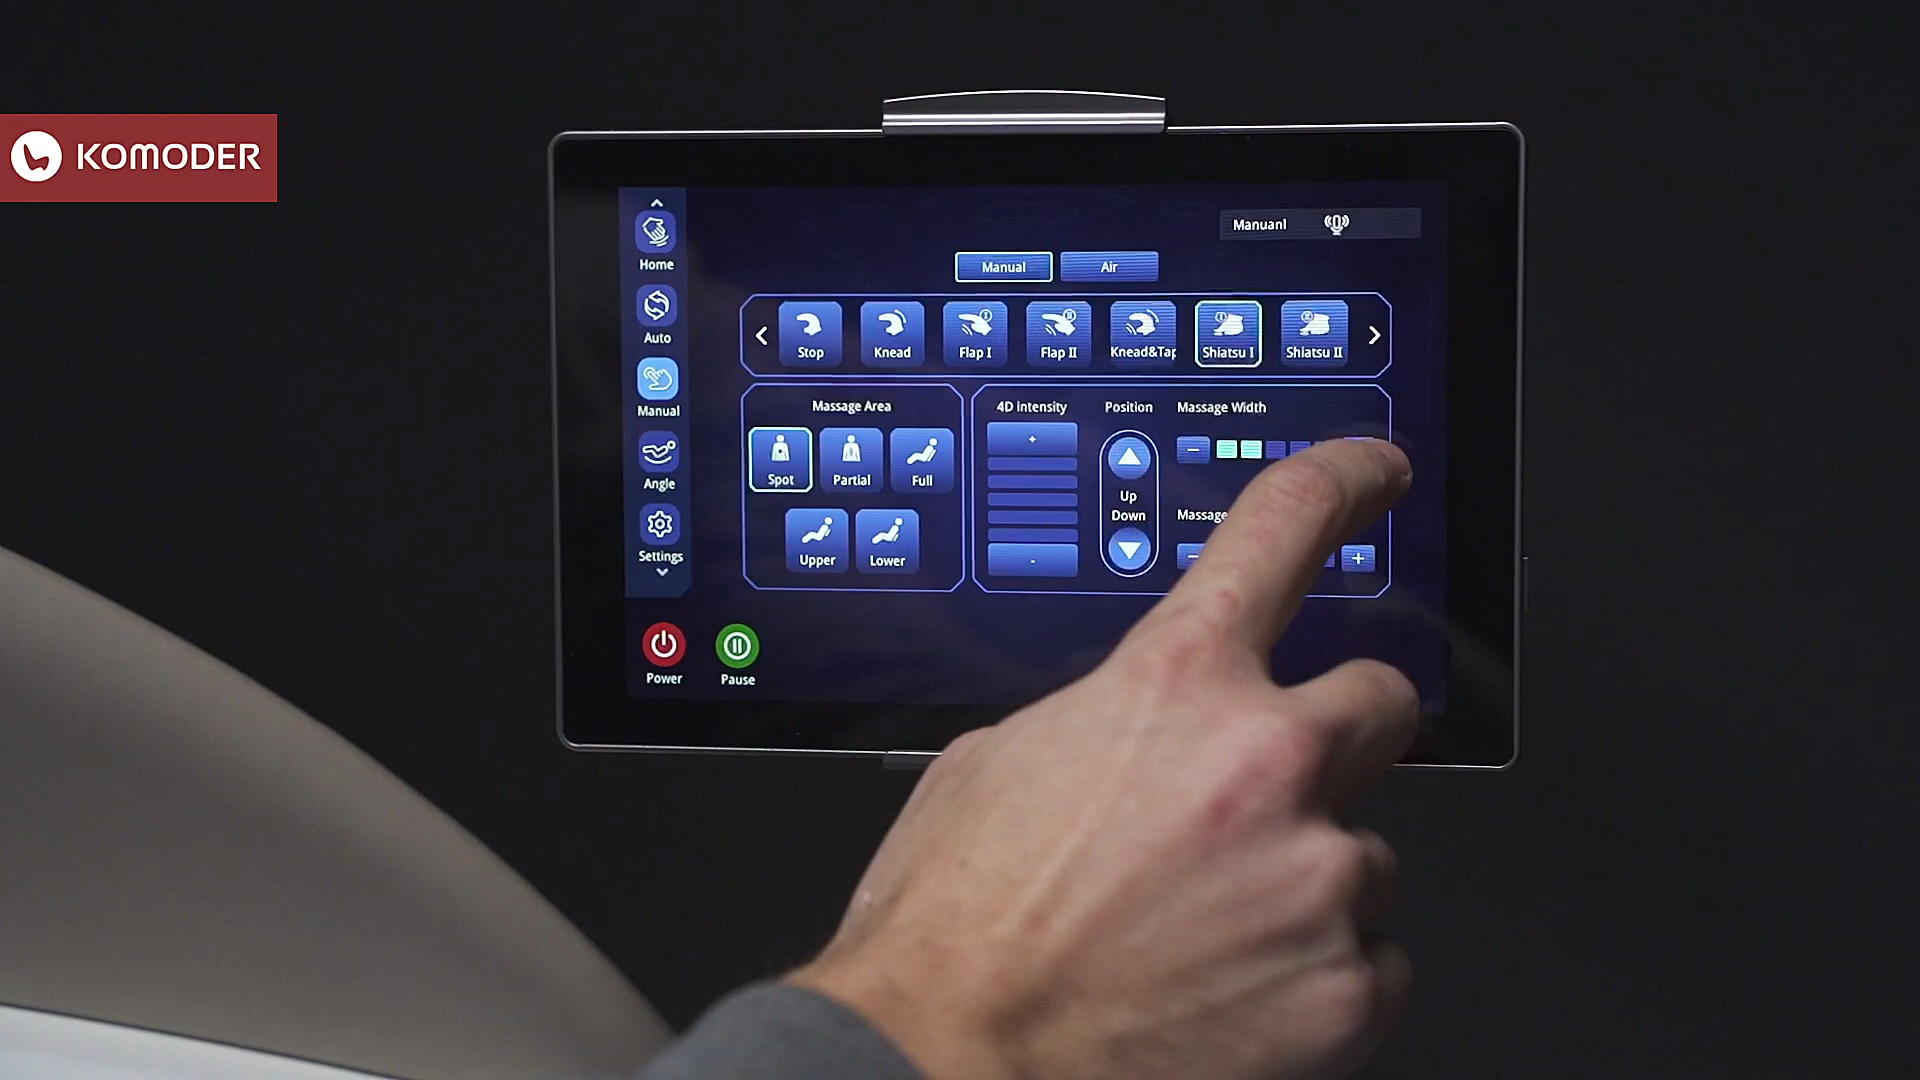 KOMODER
Manuanl
Home
Manual
Air
Auto
Stop
Knead
Flap I
Flap II
Knead&Tap
Shiatsu I
Shiatsu II
Manual
Massage Area
4D Intensity
Position
Massage Width
+
-
Spot
Partial
Full
Angle
Up
Down
Massage
Upper
Lower
-
-
+
Settings
Power
Pause